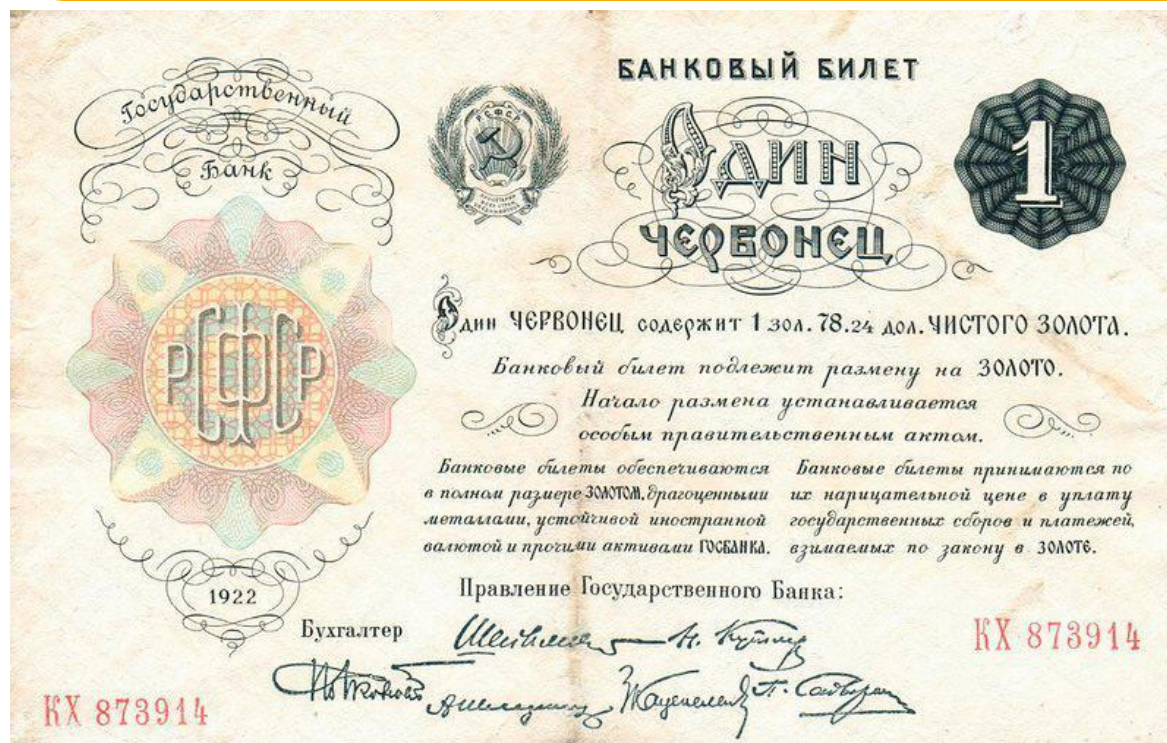 Государственный
Банк
РСФСР
1922
КХ 873914
РСФСР
БАНКОВЫЙ БИЛЕТ
ОДИН
ЧЕРВОНЕЦ
1
Один ЧЕРВОНЕЦ содержит 1 зол. 78.24 дол. ЧИСТОГО ЗОЛОТА.
Банковый билет подлежит размену на ЗОЛОТО.
Начало размена устанавливается
особым правительственным актом.
Банковые билеты обеспечиваются
в полном размере ЗОЛОТОМ, драгоценными
металлами, устойчивой иностранной
валютой и прочими активами ГОСБАНКА.
Банковые билеты принимаются по
их нарицательной цене в уплату
государственных сборов и платежей,
взимаемых по закону в ЗОЛОТЕ.
Правление Государственного Банка:
Бухгалтер
КХ 873914